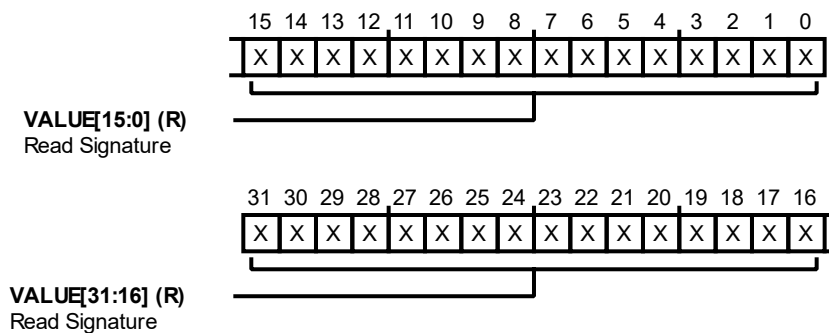 15 14 13 12 11 10 9 8 7 6 5 4 3 2 1 0
X X X X X X X X X X X X X X X X
VALUE[15:0] (R)
Read Signature
31 30 29 28 27 26 25 24 23 22 21 20 19 18 17 16
X X X X X X X X X X X X X X X X
VALUE[31:16] (R)
Read Signature